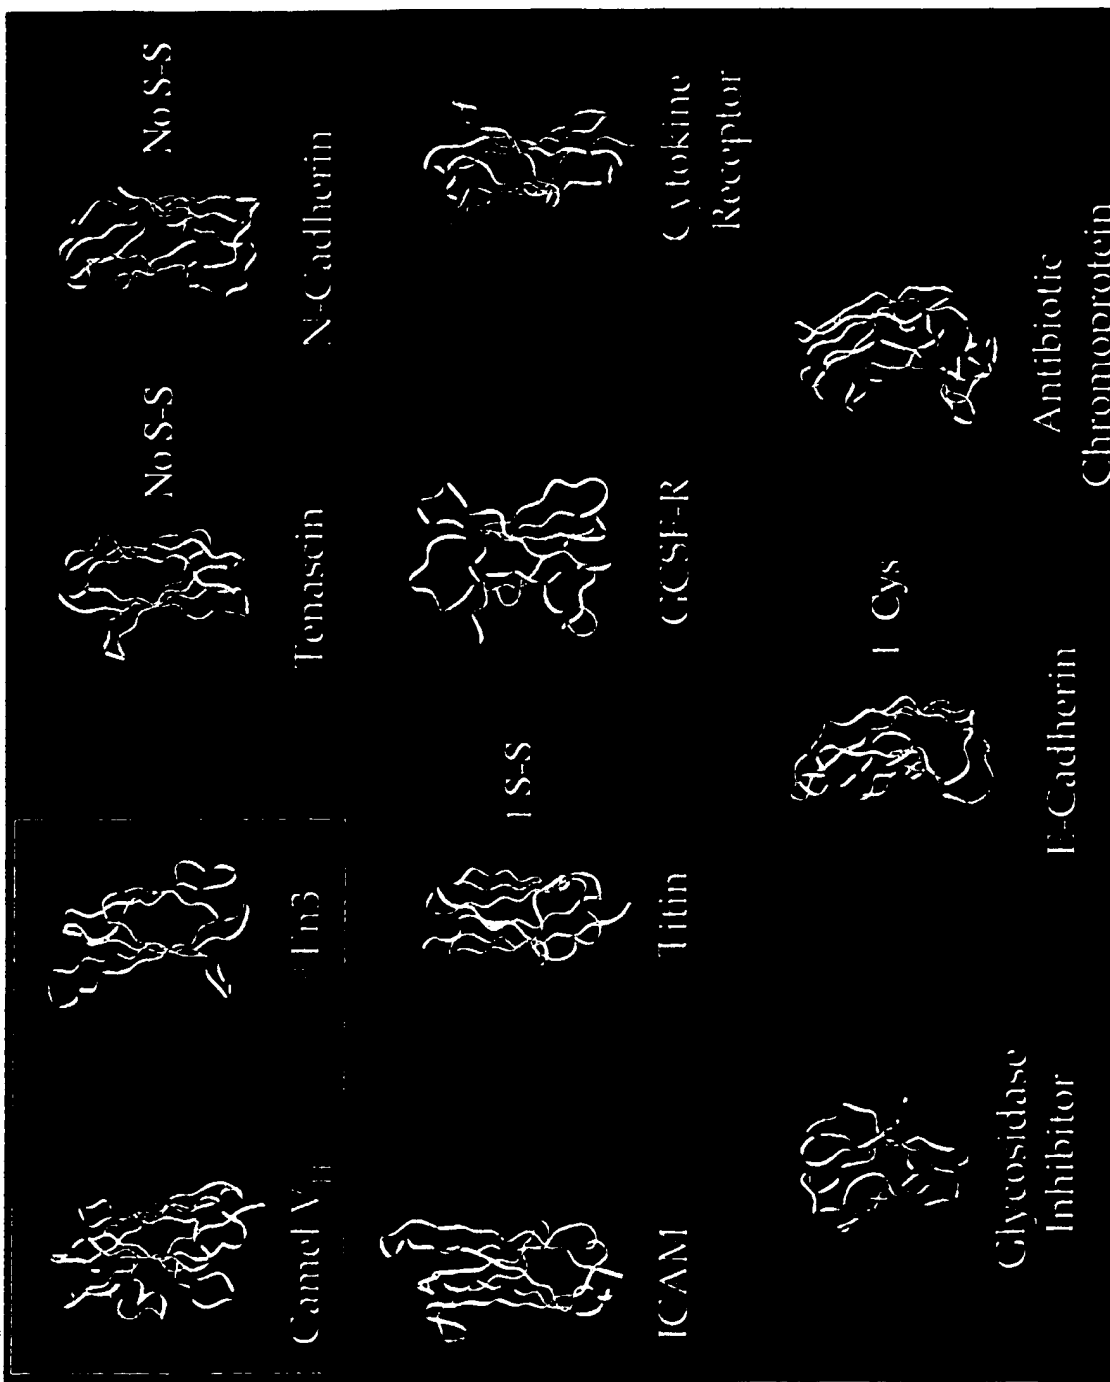 Camel V_H
¹⁰Fn3
Tenascin
No S-S
N-Cadherin
No S-S
ICAM
Titin
1 S-S
GCSF-R
Cytokine
Receptor
Glycosidase
Inhibitor
E-Cadherin
1 Cys
Antibiotic
Chromoprotein